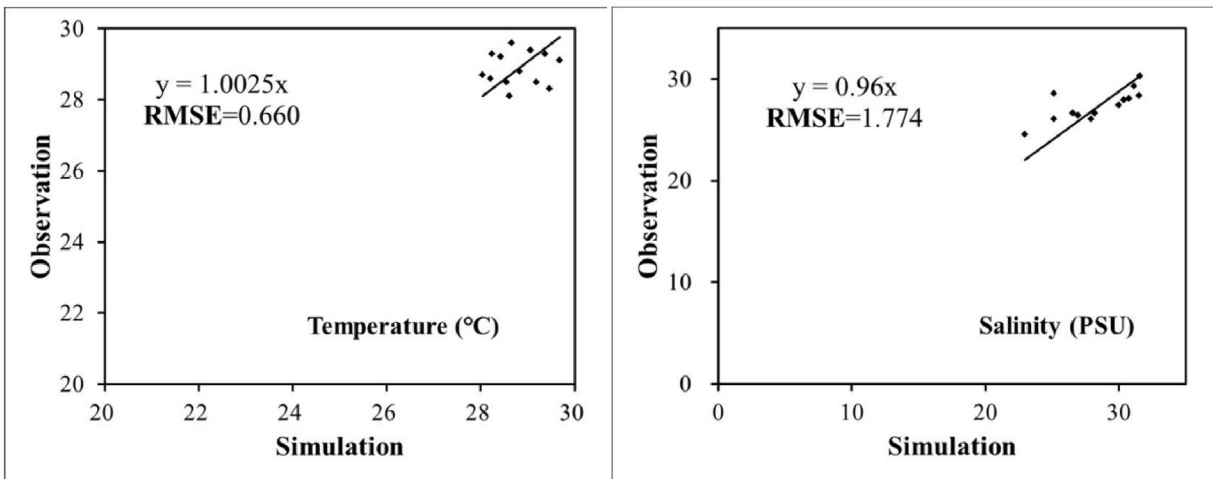 30
28
26
24
22
20
Observation
y = 1.0025x
RMSE=0.660
Temperature (°C)
20
22
24
26
28
30
Simulation
40
30
20
10
0
Observation
y = 0.96x
RMSE=1.774
Salinity (PSU)
0
10
20
30
Simulation